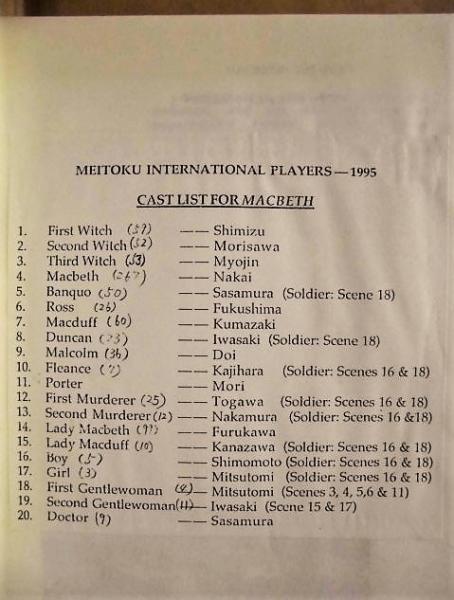 MEITOKU INTERNATIONAL PLAYERS — 1995
CAST LIST FOR MACBETH
1. First Witch —— Shimizu
2. Second Witch (32) —— Morisawa
3. Third Witch (53) —— Myojin
4. Macbeth —— Nakai
5. Banquo (50) —— Sasamura (Soldier: Scene 18)
6. Ross (26) —— Fukushima
7. Macduff (60) —— Kumazaki
8. Duncan (23) —— Iwasaki (Soldier: Scene 18)
9. Malcolm (36) —— Doi
10. Fleance —— Kajihara (Soldier: Scenes 16 & 18)
11. Porter —— Mori
12. First Murderer (25) —— Togawa (Soldier: Scenes 16 & 18)
13. Second Murderer (12) —— Nakamura (Soldier: Scenes 16 &18)
14. Lady Macbeth —— Furukawa
15. Lady Macduff (10) —— Kanazawa (Soldier: Scenes 16 & 18)
16. Boy (5) —— Shimomoto (Soldier: Scenes 16 & 18)
17. Girl (3) —— Mitsutomi (Soldier: Scenes 16 & 18)
18. First Gentlewoman —— Mitsutomi (Scenes 3, 4, 5,6 & 11)
19. Second Gentlewoman (11) —— Iwasaki (Scene 15 & 17)
20. Doctor (9) —— Sasamura